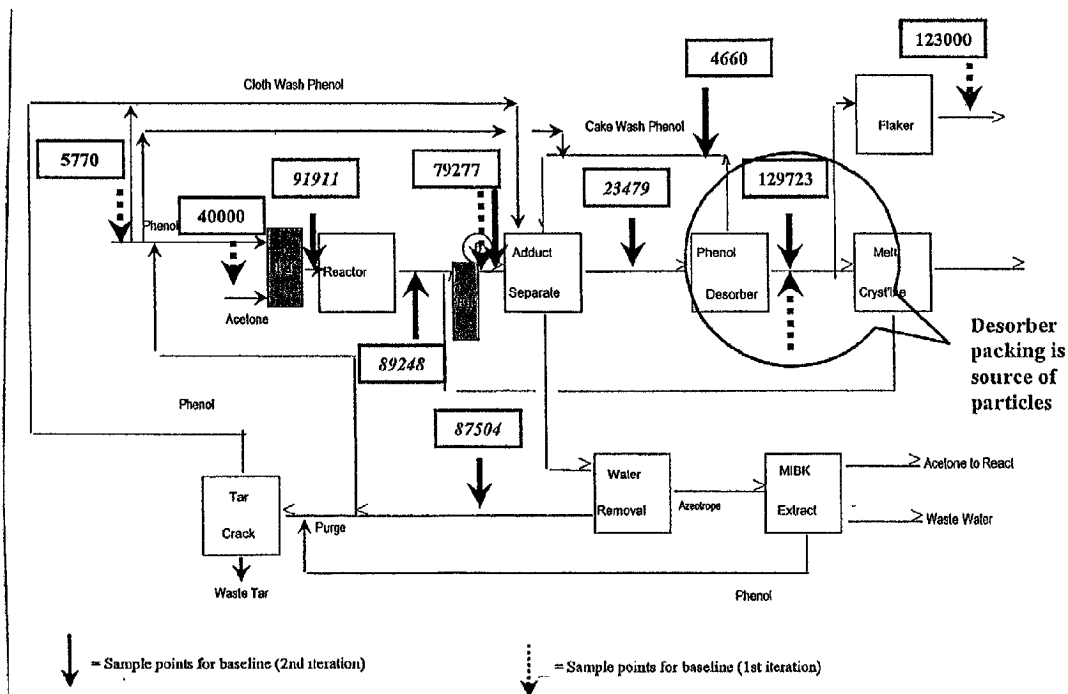 123000
4660
Cloth Wash Phenol
Flaker
Cake Wash Phenol
5770
91911
79277
23479
129723
Phenol
40000
Reactor
Adduct
Separate
Phenol
Desorber
Melt
Acetone
Desorber
packing is
source of
particles
89248
Phenol
87504
Tar
Crack
Water
Removal
Azeotrope
MIBK
Extract
Acetone to React
Waste Water
Purge
Waste Tar
Phenol
= Sample points for baseline (2nd iteration)
= Sample points for baseline (1st iteration)